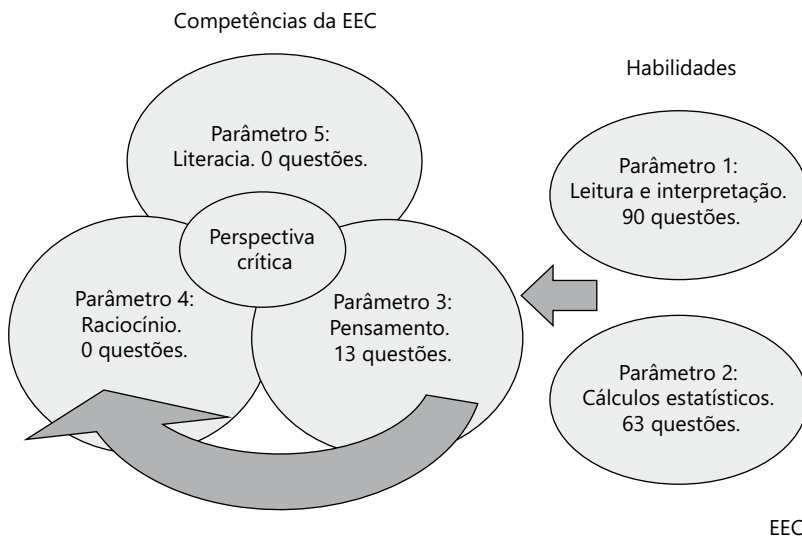 Competências da EEC
Habilidades
Parâmetro 5:
Literacia. 0 questões.
Perspectiva
crítica
Parâmetro 4:
Raciocínio.
0 questões.
Parâmetro 3:
Pensamento.
13 questões.
Parâmetro 1:
Leitura e interpretação.
90 questões.
Parâmetro 2:
Cálculos estatísticos.
63 questões.
EEC